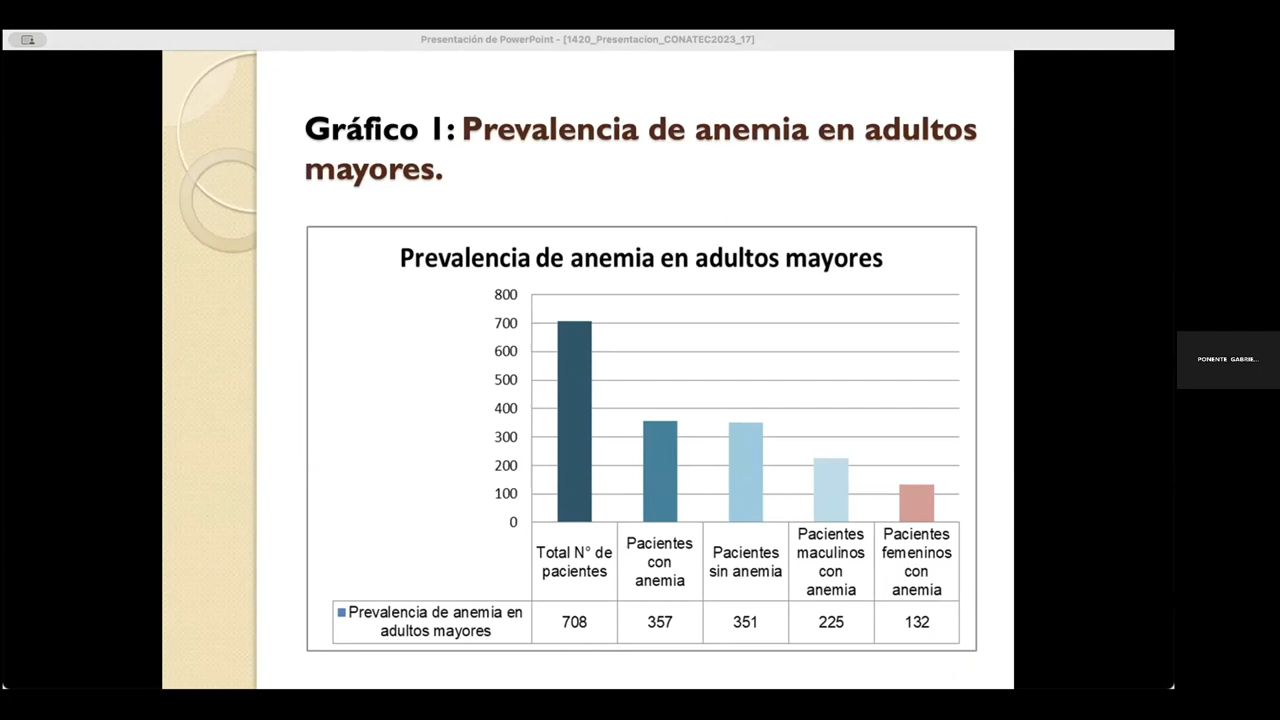 Presentación de PowerPoint - [1420_Presentacion_CONATEC2023_17]
Gráfico 1: Prevalencia de anemia en adultos
mayores.
Prevalencia de anemia en adultos mayores
800
700
600
500
400
300
200
100
0
Total N° de
pacientes
Pacientes
con
anemia
Pacientes
sin anemia
Pacientes
maculinos
con
anemia
Pacientes
femeninos
con
anemia
Prevalencia de anemia en
adultos mayores
708
357
351
225
132
PONENTE GABRIE...